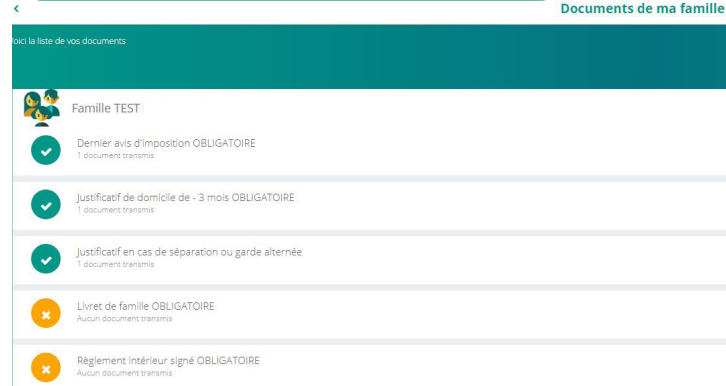 Documents de ma famille
Voici la liste de vos documents
Famille TEST
Dernier avis d'imposition OBLIGATOIRE
1 document transmis
Justificatif de domicile de - 3 mois OBLIGATOIRE
1 document transmis
Justificatif en cas de séparation ou garde alternée
1 document transmis
Livret de famille OBLIGATOIRE
Aucun document transmis
Règlement intérieur signé OBLIGATOIRE
Aucun document transmis